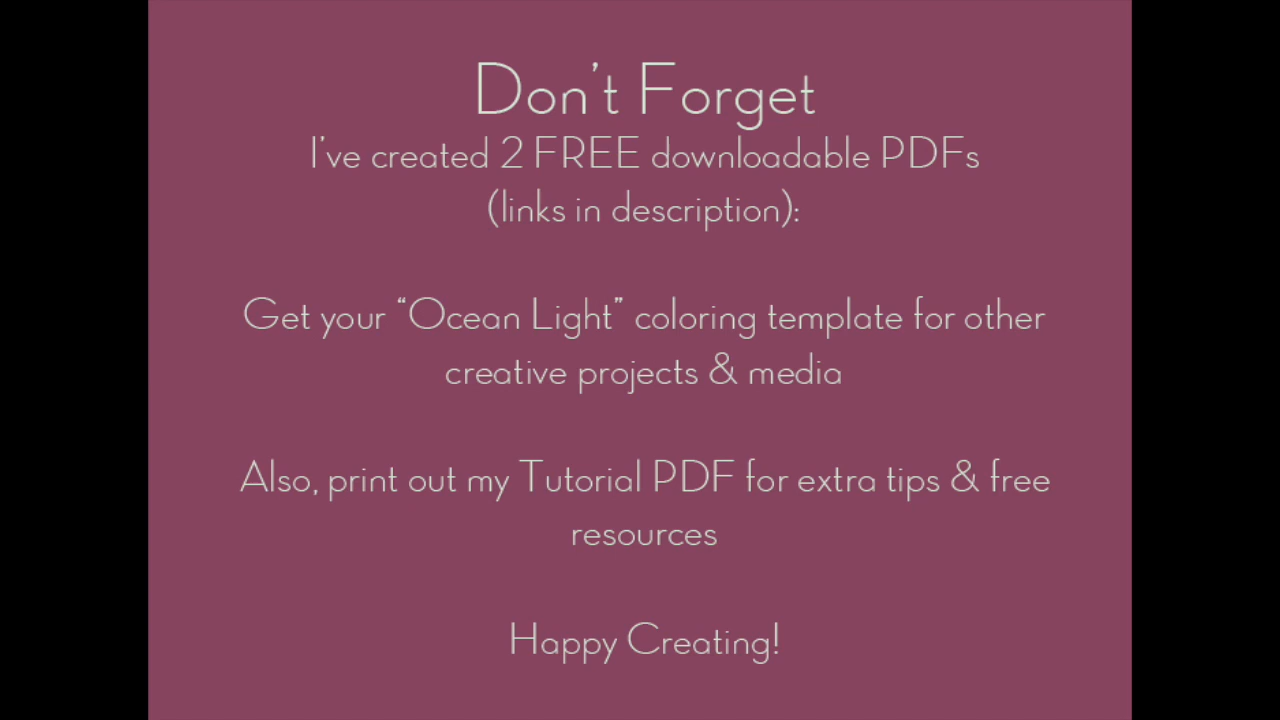 Don't Forget
I've created 2 FREE downloadable PDFs
(links in description):
Get your “Ocean Light” coloring template for other
creative projects & media
Also, print out my Tutorial PDF for extra tips & free
resources
Happy Creating!